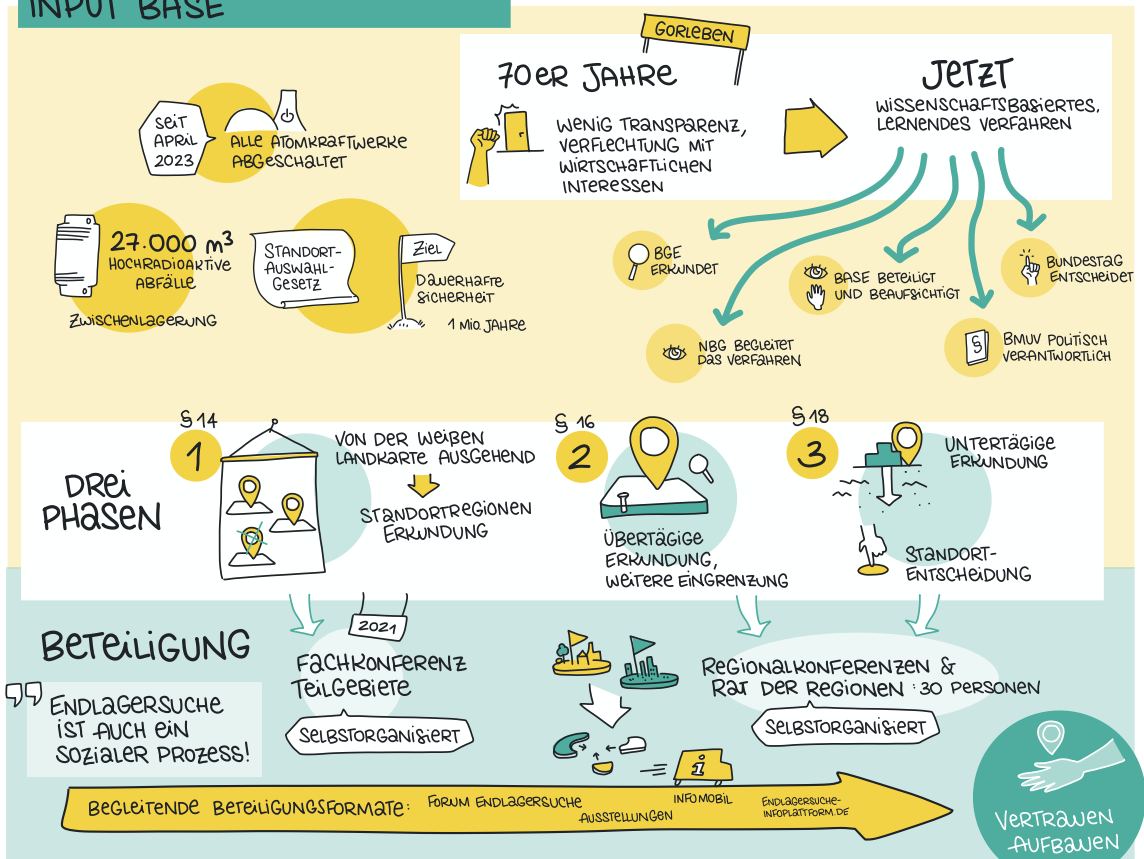 INPUT BASE
GORLEBEN
70ER JAHRE
WENIG TRANSPARENZ,
VERFLECHTUNG MIT
WIRTSCHAFTLICHEN
INTERESSEN
JETZT
WISSENSCHAFTSBASIERTES,
LERNENDES VERFAHREN
SEIT
APRIL
2023
ALLE ATOMKRAFTWERKE
ABGESCHALTET
27.000 m³
HOCHRADIOAKTIVE
ABFÄLLE
ZWISCHENLAGERUNG
STANDORT-
AUSWAHL-
GESETZ
ZIEL
DAUERHAFTE
SICHERHEIT
1 MIO. JAHRE
BGE
ERKUNDET
NBG BEGLEITET
DAS VERFAHREN
BASE BETEILIGT
UND BEAUFSICHTIGT
§
BMUV POLITISCH
VERANTWORTLICH
BUNDESTAG
ENTSCHEIDET
DREI
PHASEN
§ 14
1
VON DER WEIßEN
LANDKARTE AUSGEHEND
STANDORTREGIONEN
ERKUNDUNG
§ 16
2
ÜBERTÄGIGE
ERKUNDUNG,
WEITERE EINGRENZUNG
§ 18
3
UNTERTÄGIGE
ERKUNDUNG
STANDORT-
ENTSCHEIDUNG
BETEILIGUNG
ENDLAGERSUCHE
IST AUCH EIN
SOZIALER PROZESS!
2021
FACHKONFERENZ
TEILGEBIETE
SELBSTORGANISIERT
REGIONALKONFERENZEN &
RAT DER REGIONEN : 30 PERSONEN
SELBSTORGANISIERT
BEGLEITENDE BETEILIGUNGSFORMATE:
FORUM ENDLAGERSUCHE
AUSSTELLUNGEN
i
INFOMOBIL
ENDLAGERSUCHE-
INFOPLATTFORM.DE
VERTRAUEN
AUFBAUEN